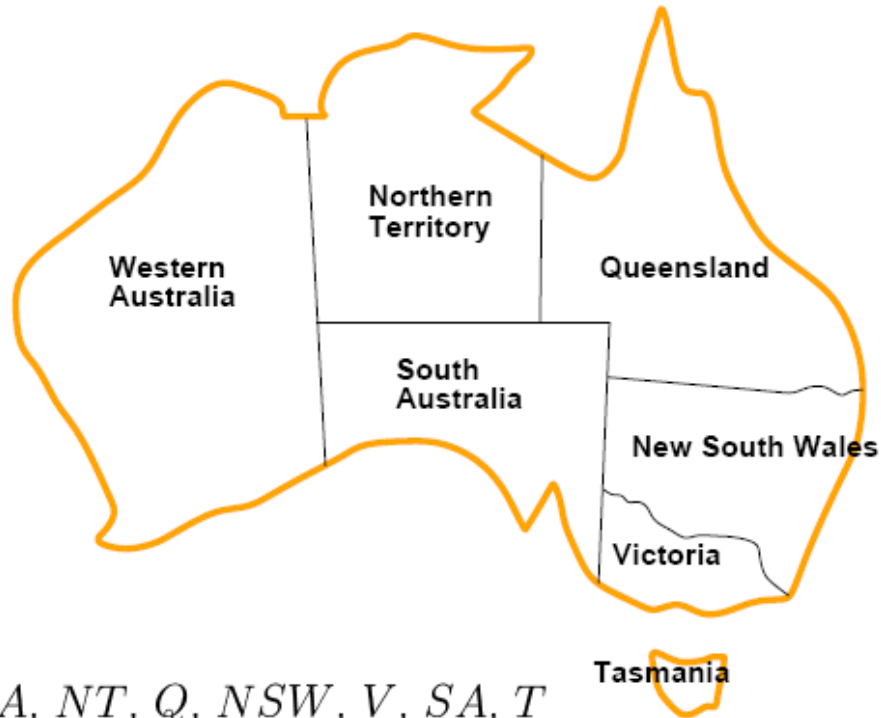 Northern
Territory
Western
Australia
Queensland
South
Australia
New South Wales
Victoria
Tasmania
A, NT, Q, NSW, V, SA, T